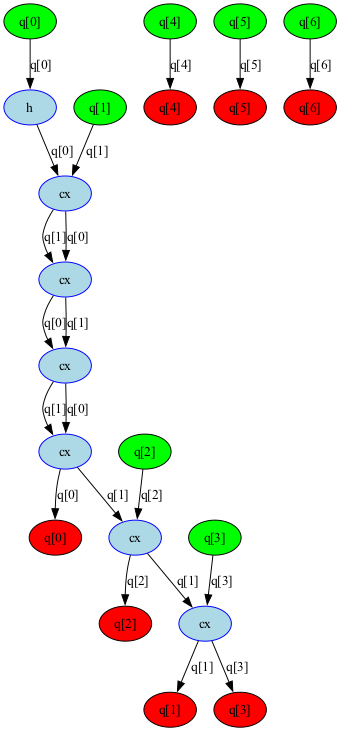 q[0] q[4] q[5] q[6]
q[0] q[4] q[5] q[6]
h q[1] q[4] q[5] q[6]
q[0] q[1]
cx
q[1] q[0]
cx
q[0] q[1]
cx
q[1] q[0]
cx q[2]
q[0] q[1] q[2]
q[0] cx q[3]
q[2] q[1] q[3]
q[2] cx
q[1] q[3]
q[1] q[3]